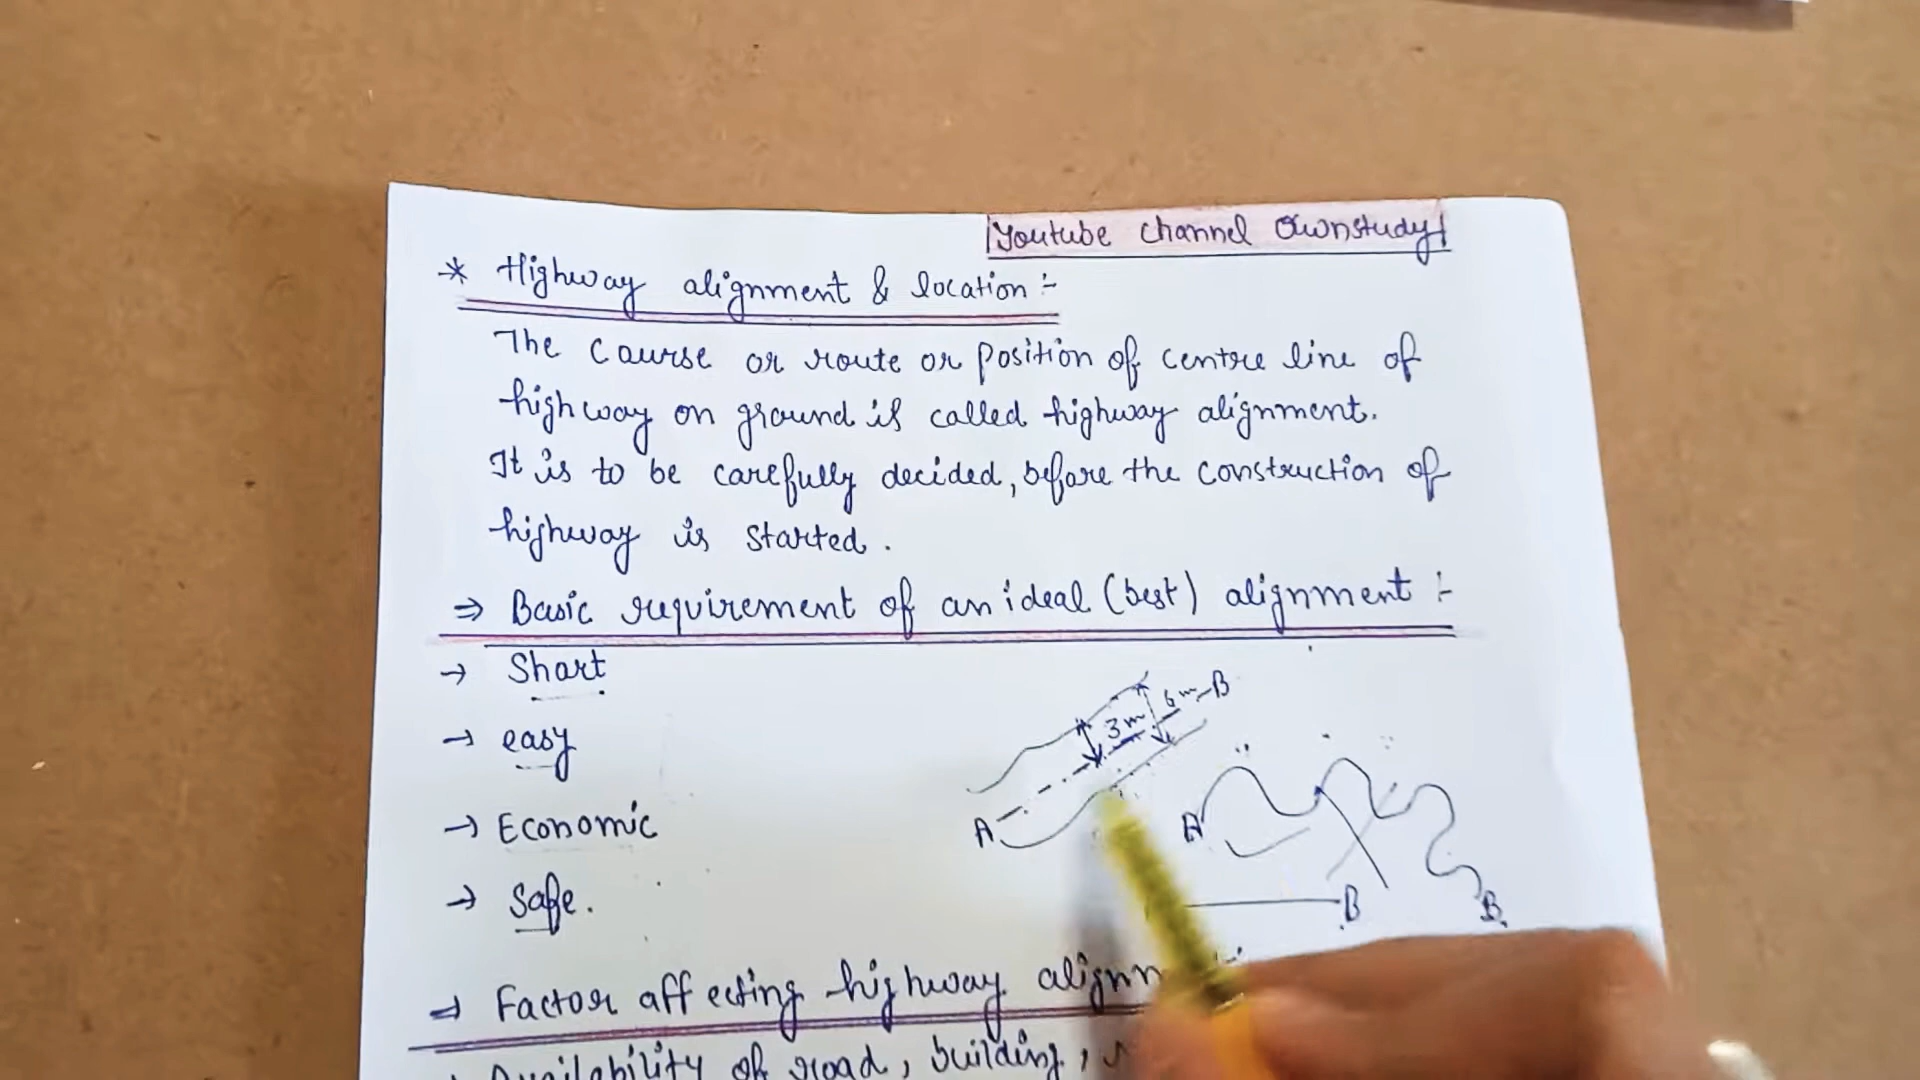 Youtube channel Ownstudy
* Highway alignment & location :-
The course or route or position of centre line of
highway on ground is called highway alignment.
It is to be carefully decided, before the construction of
highway is started.
⇒ Basic requirement of an ideal (best) alignment :-
→ Short
→ easy
→ Economic
→ Safe.
3m 6m B
A
A
B
B
⇒ Factor affecting highway
Availability of road, building,